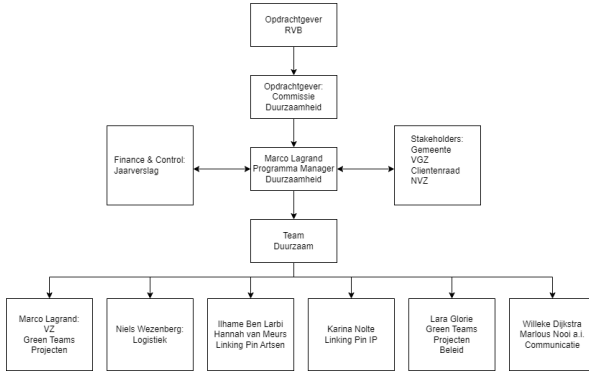 Opdrachtgever
RVB
Opdrachtgever:
Commissie
Duurzaamheid
Finance & Control:
Jaarverslag
Marco Lagrand
Programma Manager
Duurzaamheid
Stakeholders:
Gemeente
VGZ
Clientenraad
NVZ
Team
Duurzaam
Marco Lagrand:
VZ
Green Teams
Projecten
Niels Wezenberg:
Logistiek
Ilhame Ben Larbi
Hannah van Meurs
Linking Pin Artsen
Karina Nolte
Linking Pin IP
Lara Glorie
Green Teams
Projecten
Beleid
Willeke Dijkstra
Marlous Nooi a.i.
Communicatie